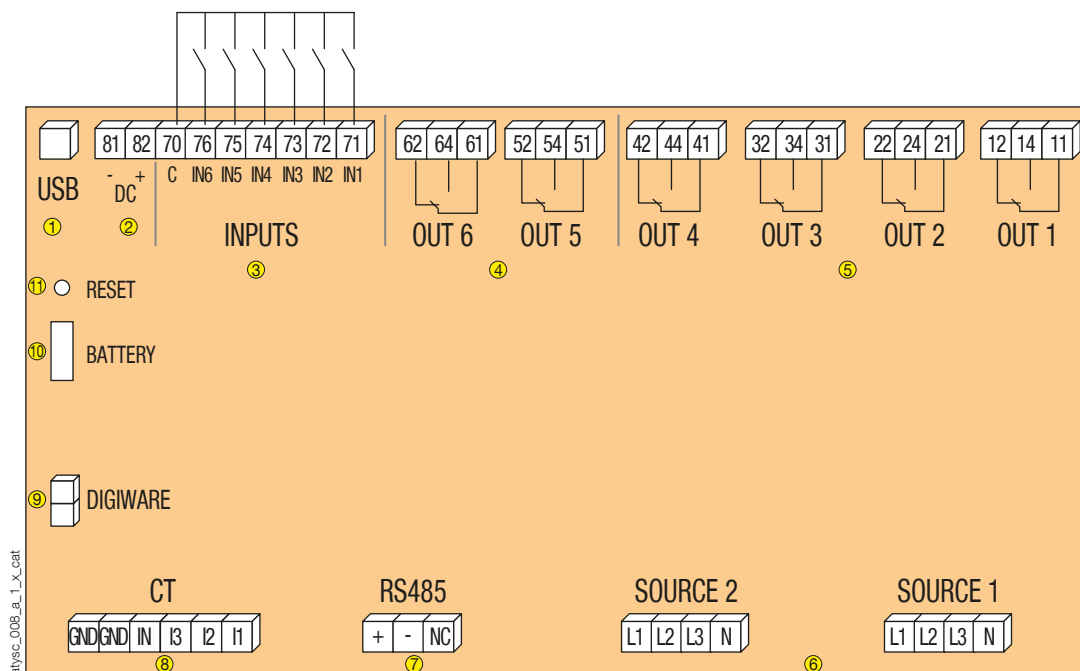 81 82 70 76 75 74 73 72 71 62 64 61 52 54 51 42 44 41 32 34 31 22 24 21 12 14 11
- + C IN6 IN5 IN4 IN3 IN2 IN1
USB DC
① ②
INPUTS OUT 6 OUT 5 OUT 4 OUT 3 OUT 2 OUT 1
③ ④ ⑤
⑪ RESET
⑩ BATTERY
⑨ DIGIWARE
CT RS485 SOURCE 2 SOURCE 1
GND GND IN I3 I2 I1 + - NC L1 L2 L3 N L1 L2 L3 N
⑧ ⑦ ⑥